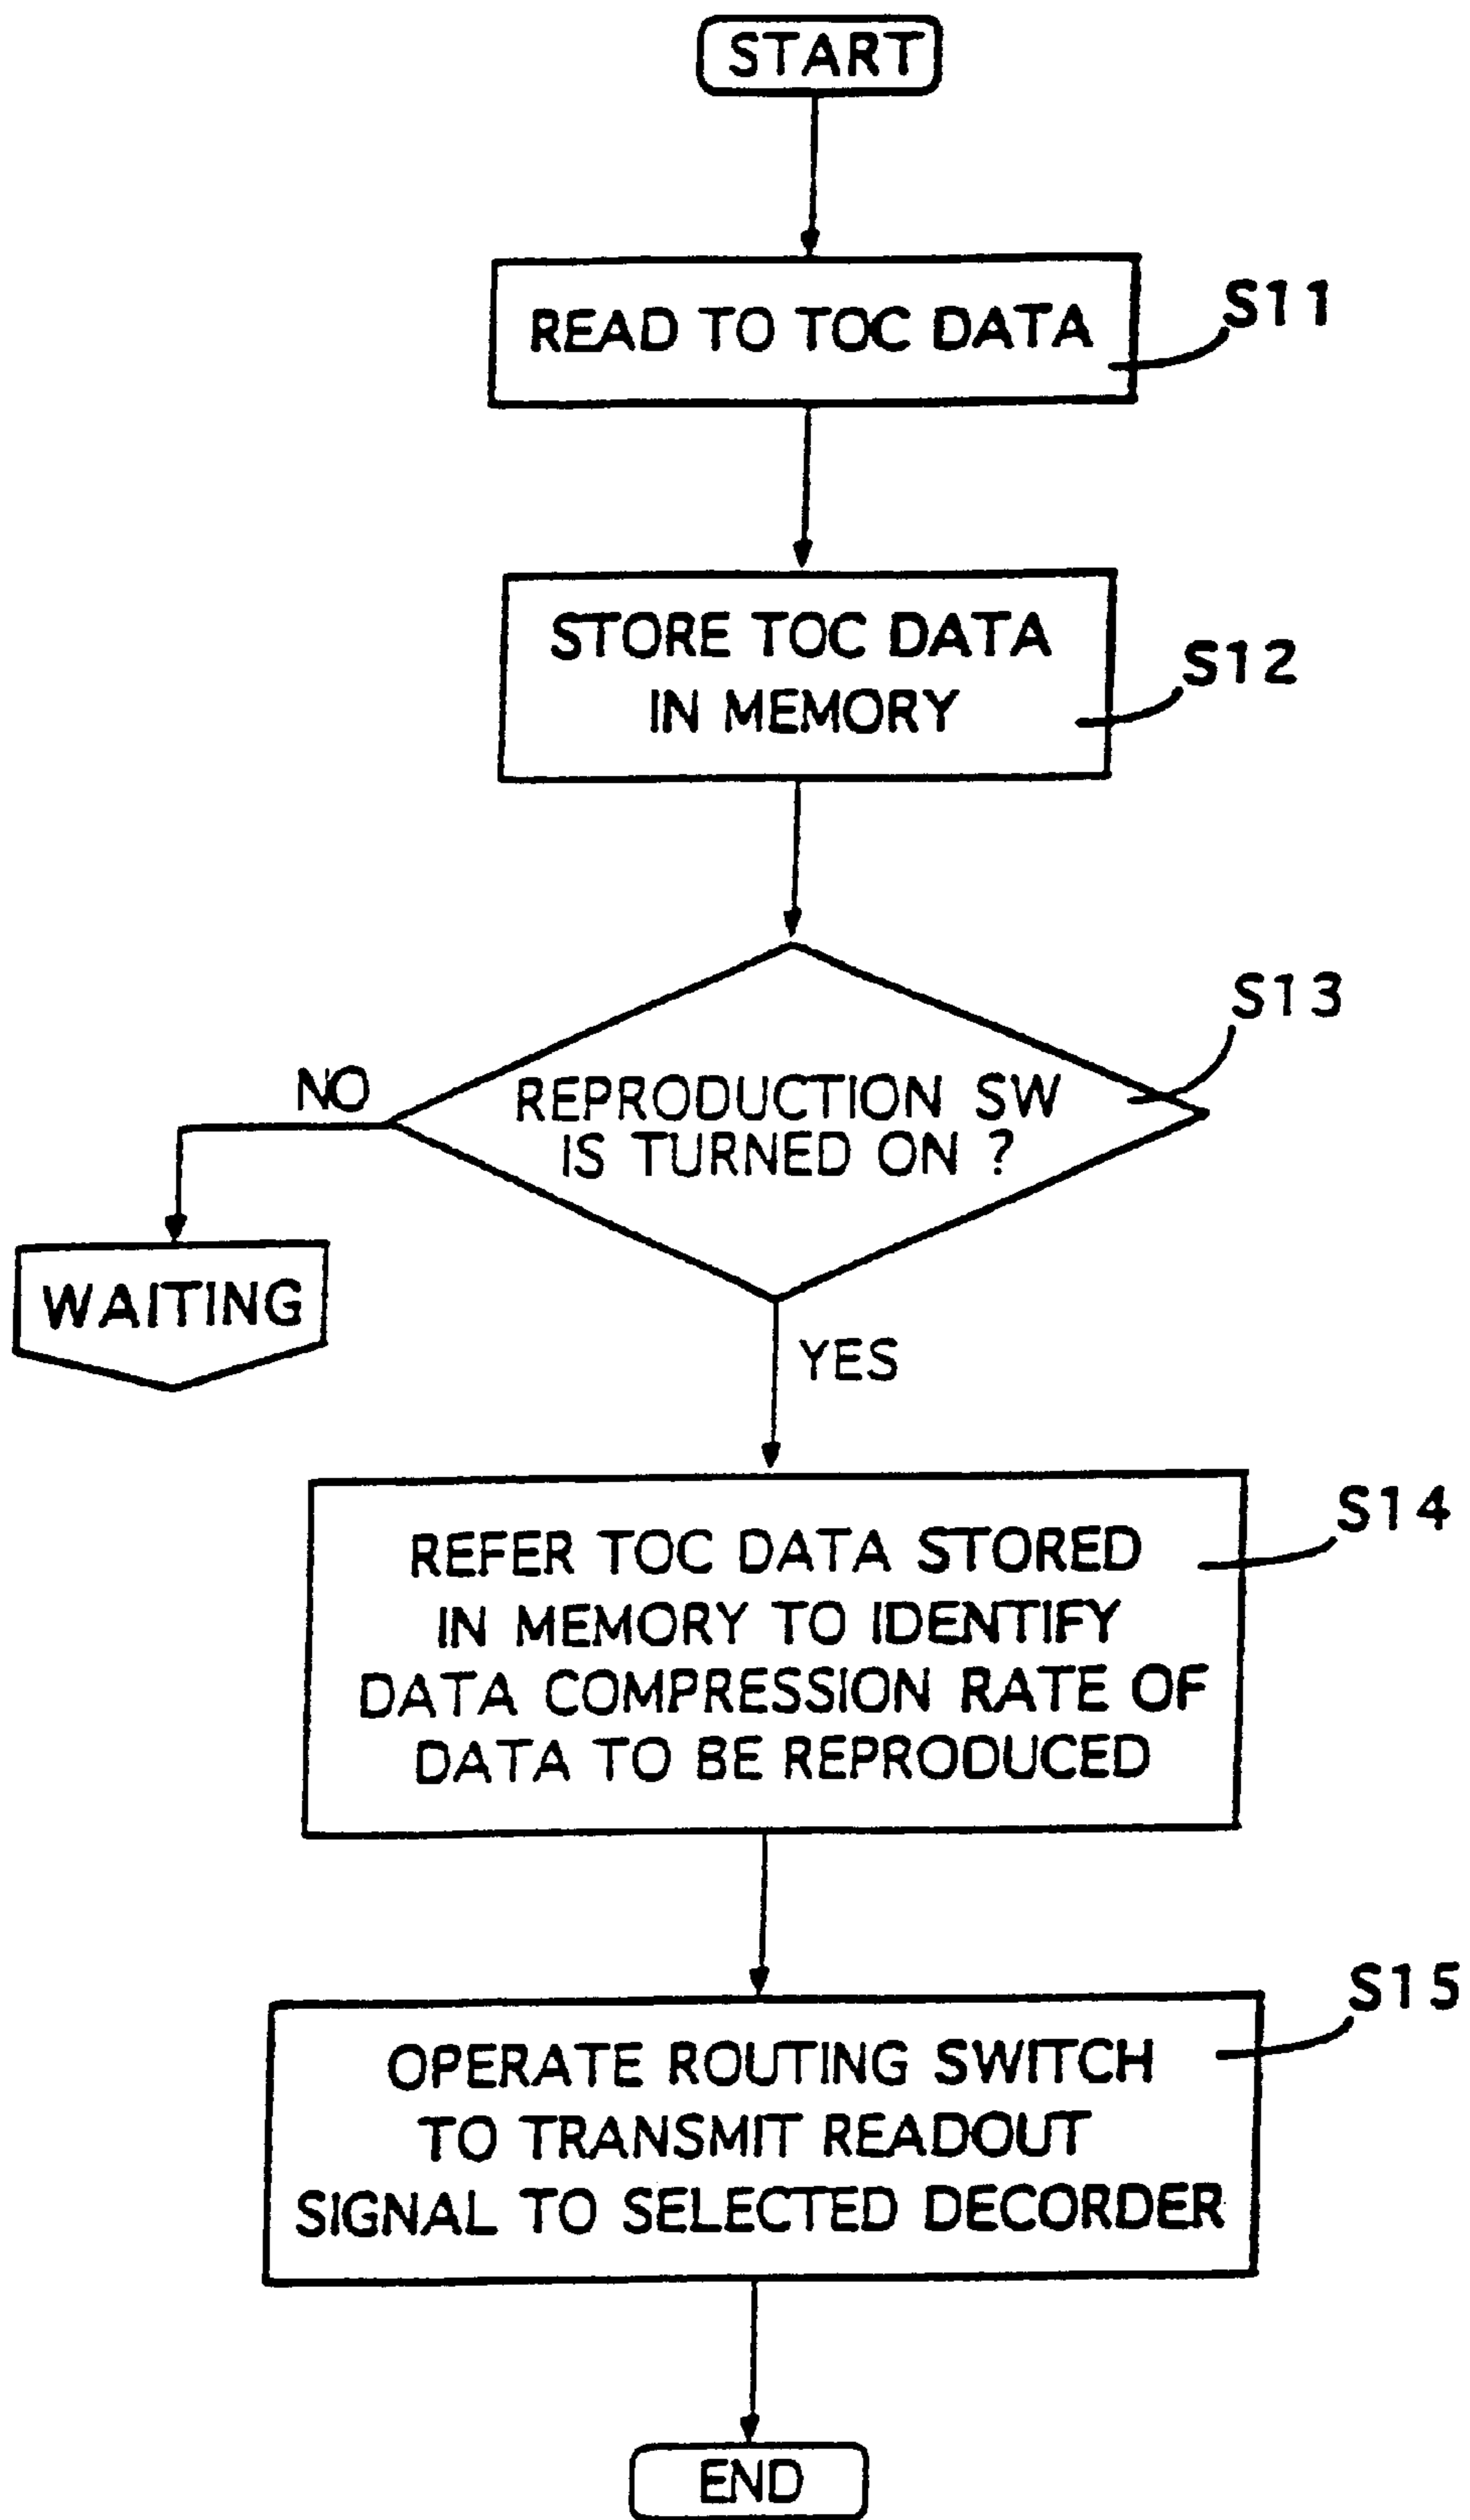 START
READ TO TOC DATA
S11
STORE TOC DATA
IN MEMORY
S12
S13
NO
REPRODUCTION SW
IS TURNED ON ?
WAITING
YES
S14
REFER TOC DATA STORED
IN MEMORY TO IDENTIFY
DATA COMPRESSION RATE OF
DATA TO BE REPRODUCED
S15
OPERATE ROUTING SWITCH
TO TRANSMIT READOUT
SIGNAL TO SELECTED DECORDER
END